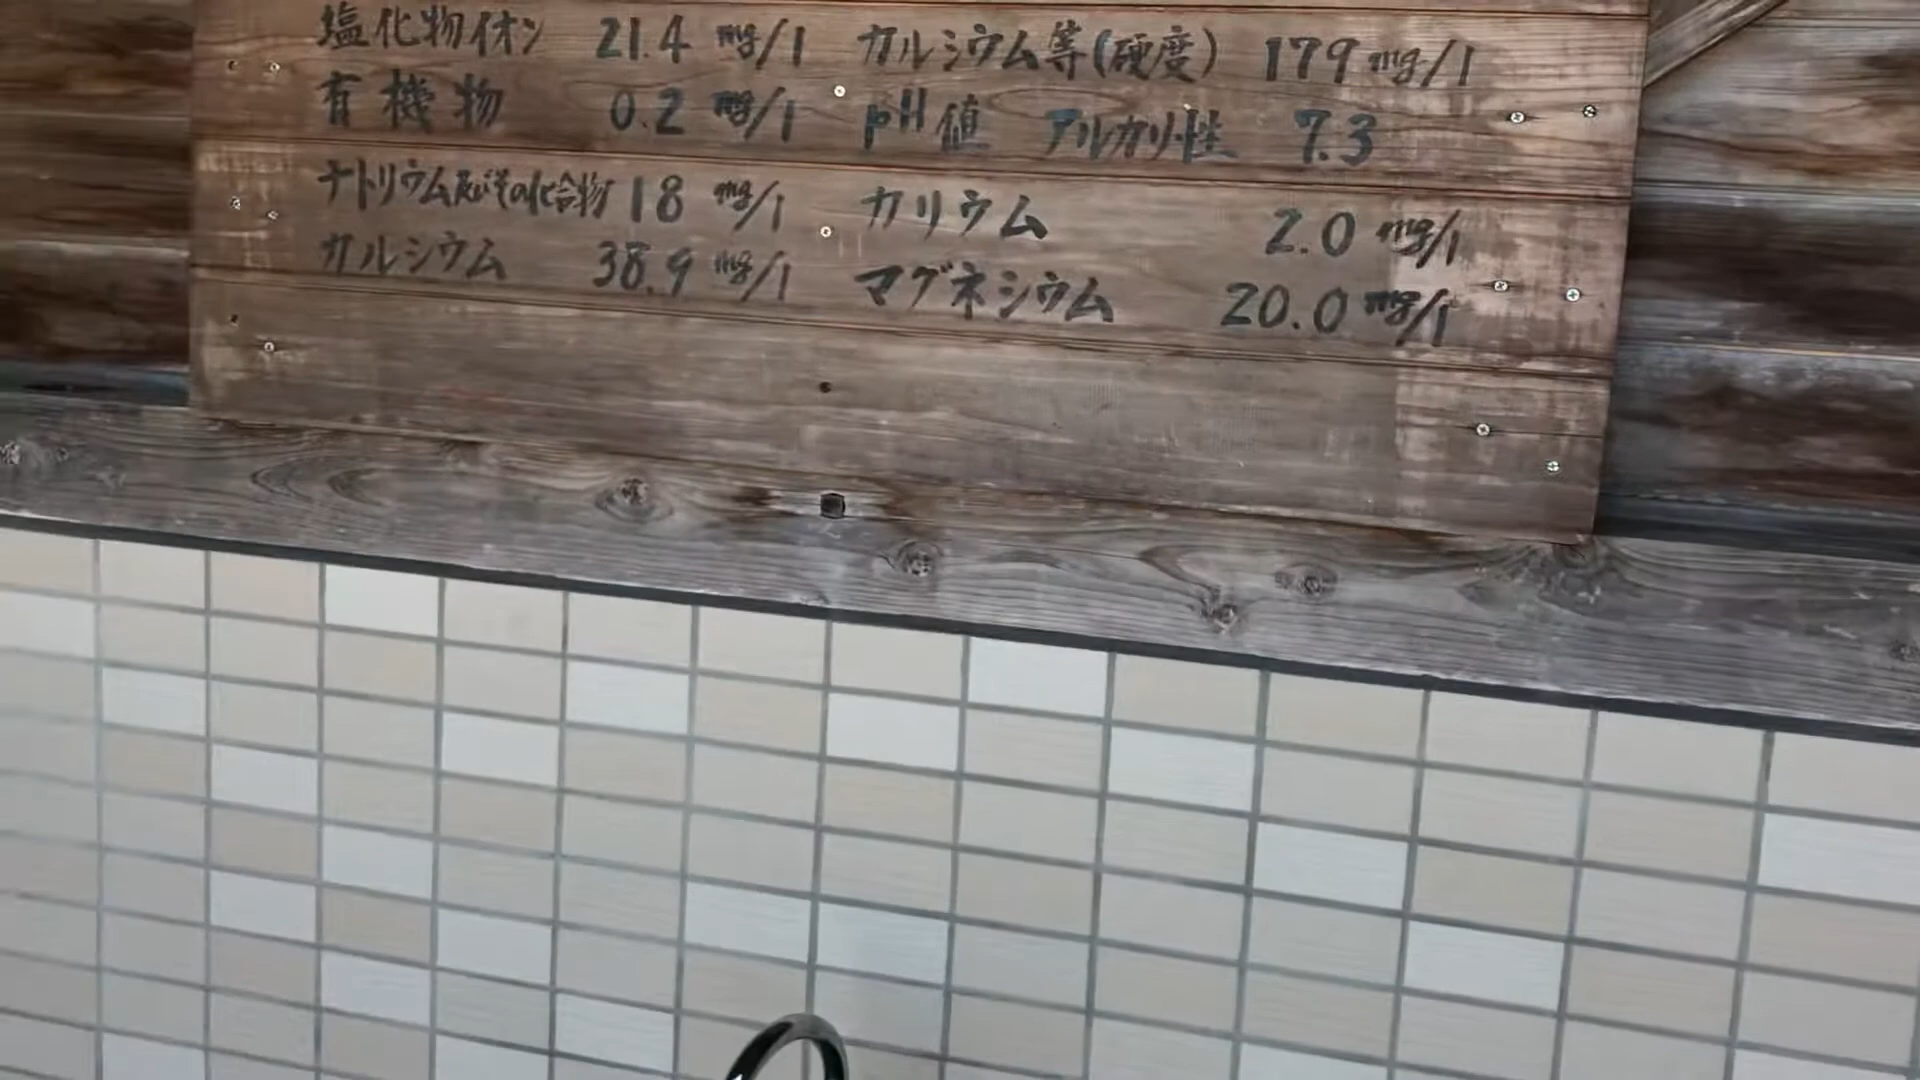 塩化物イオン 21.4 mg/l カルシウム等(硬度) 179 mg/l
有機物 0.2 mg/l pH値 アルカリ性 7.3
ナトリウム及びその化合物 18 mg/l カリウム 2.0 mg/l
カルシウム 38.9 mg/l マグネシウム 20.0 mg/l